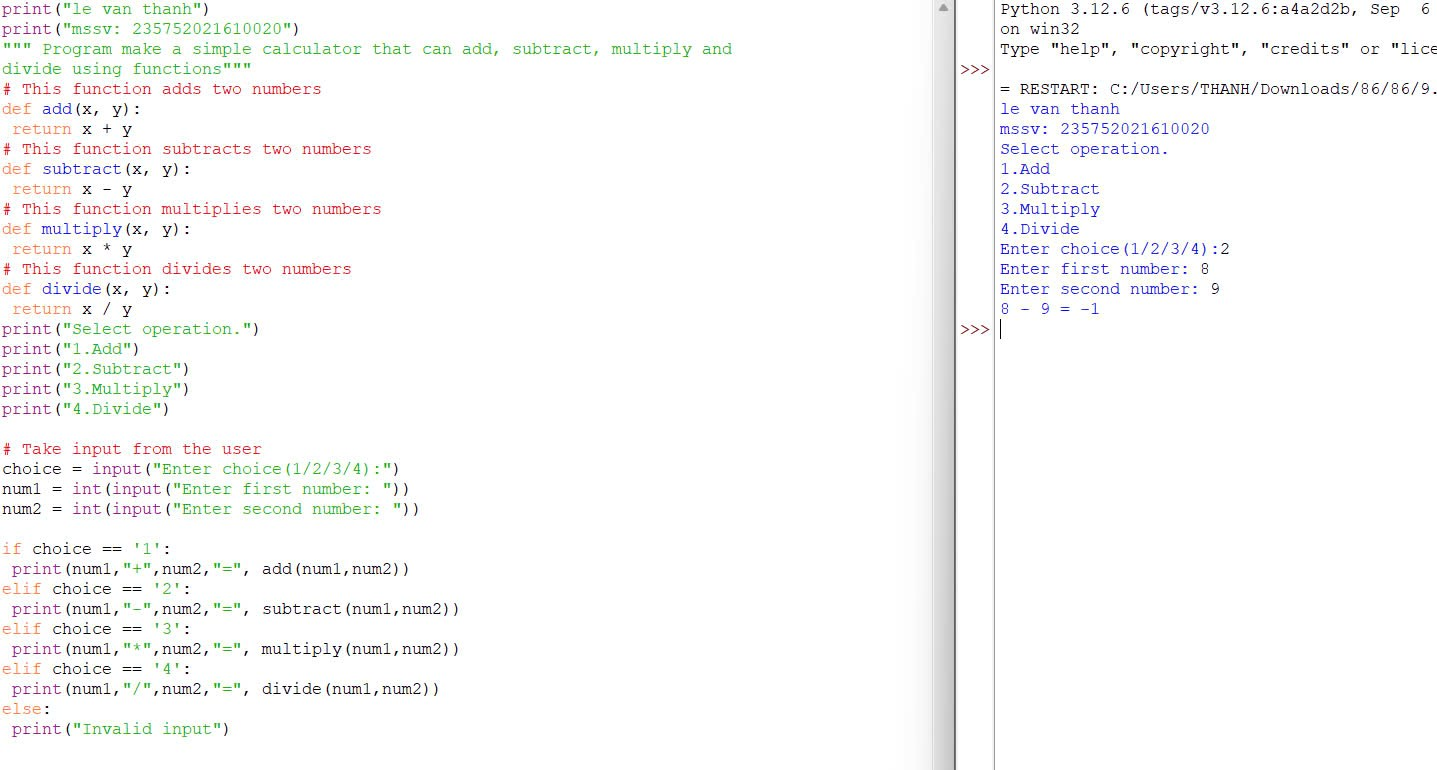 print("le van thanh")
print("mssv: 235752021610020")
""" Program make a simple calculator that can add, subtract, multiply and
divide using functions"""
# This function adds two numbers
def add(x, y):
 return x + y
# This function subtracts two numbers
def subtract(x, y):
 return x - y
# This function multiplies two numbers
def multiply(x, y):
 return x * y
# This function divides two numbers
def divide(x, y):
 return x / y
print("Select operation.")
print("1.Add")
print("2.Subtract")
print("3.Multiply")
print("4.Divide")

# Take input from the user
choice = input("Enter choice(1/2/3/4):")
num1 = int(input("Enter first number: "))
num2 = int(input("Enter second number: "))

if choice == '1':
 print(num1,"+",num2,"=", add(num1,num2))
elif choice == '2':
 print(num1,"-",num2,"=", subtract(num1,num2))
elif choice == '3':
 print(num1,"*",num2,"=", multiply(num1,num2))
elif choice == '4':
 print(num1,"/",num2,"=", divide(num1,num2))
else:
 print("Invalid input")
Python 3.12.6 (tags/v3.12.6:a4a2d2b, Sep  6
on win32
Type "help", "copyright", "credits" or "lice
>>>
= RESTART: C:/Users/THANH/Downloads/86/86/9.
le van thanh
mssv: 235752021610020
Select operation.
1.Add
2.Subtract
3.Multiply
4.Divide
Enter choice(1/2/3/4):2
Enter first number: 8
Enter second number: 9
8 - 9 = -1
>>>